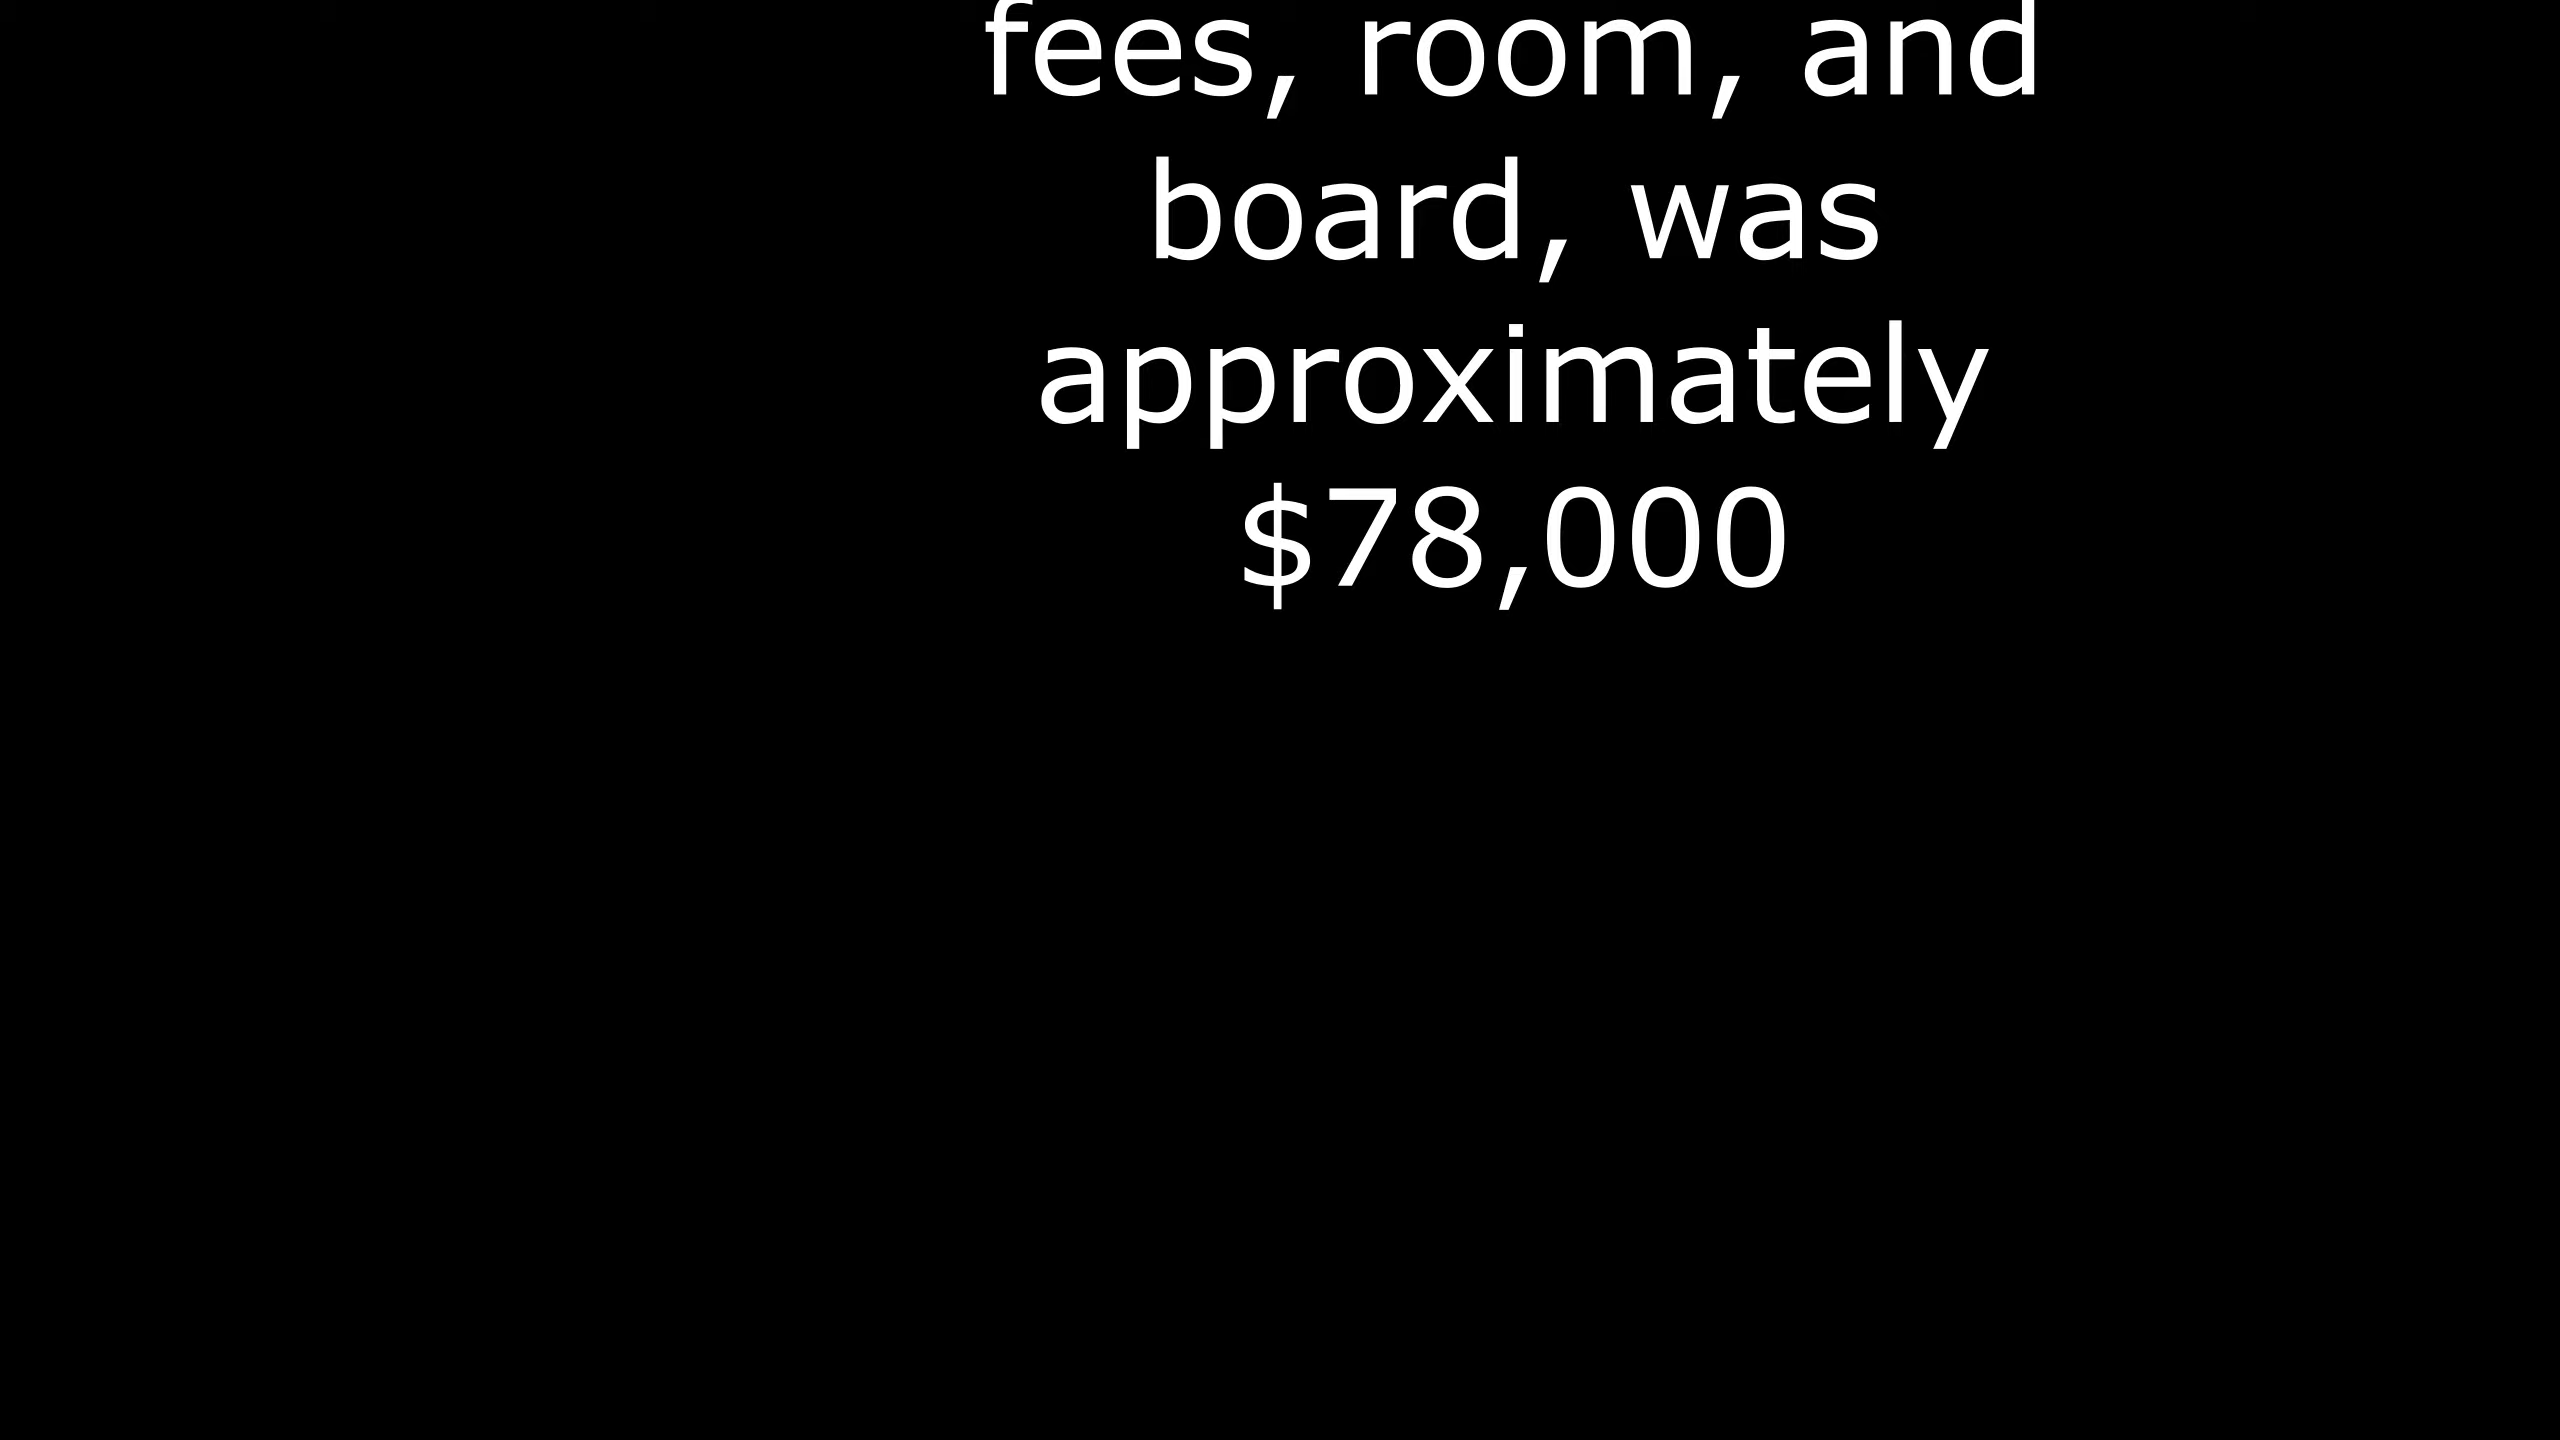 fees, room, and
board, was
approximately
$78,000